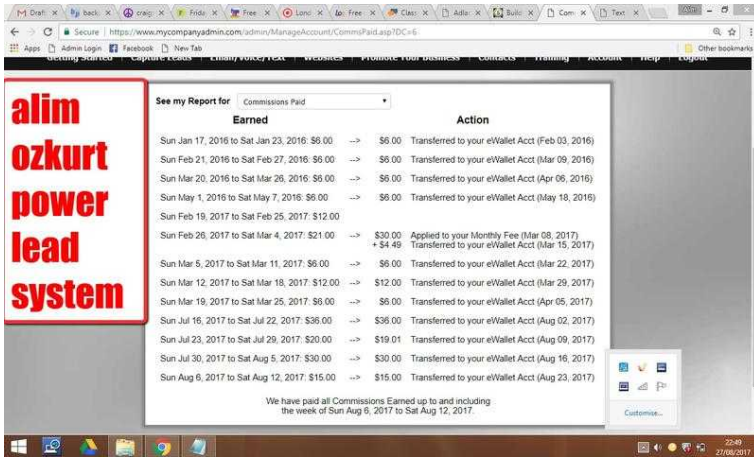 Draft
back
craig
Frida
Free
Land
Free
Clas
Adla
Build
Com
Text
Secure https://www.mycompanyadmin.com/admin/ManageAccount/CommsPaid.asp?DC=6
Apps Admin Login Facebook New Tab Other bookmarks
Getting Started Capture Leads Email/Voice/Text Websites Promote Your Business Contacts Training Account Help Logout
alim
ozkurt
power
lead
system
See my Report for Commissions Paid
Earned Action
Sun Jan 17, 2016 to Sat Jan 23, 2016: $6.00 --> $6.00 Transferred to your eWallet Acct (Feb 03, 2016)
Sun Feb 21, 2016 to Sat Feb 27, 2016: $6.00 --> $6.00 Transferred to your eWallet Acct (Mar 09, 2016)
Sun Mar 20, 2016 to Sat Mar 26, 2016: $6.00 --> $6.00 Transferred to your eWallet Acct (Apr 06, 2016)
Sun May 1, 2016 to Sat May 7, 2016: $6.00 --> $6.00 Transferred to your eWallet Acct (May 18, 2016)
Sun Feb 19, 2017 to Sat Feb 25, 2017: $12.00
Sun Feb 26, 2017 to Sat Mar 4, 2017: $21.00 --> $30.00 Applied to your Monthly Fee (Mar 08, 2017)
+ $4.49 Transferred to your eWallet Acct (Mar 15, 2017)
Sun Mar 5, 2017 to Sat Mar 11, 2017: $6.00 --> $6.00 Transferred to your eWallet Acct (Mar 22, 2017)
Sun Mar 12, 2017 to Sat Mar 18, 2017: $12.00 --> $12.00 Transferred to your eWallet Acct (Mar 29, 2017)
Sun Mar 19, 2017 to Sat Mar 25, 2017: $6.00 --> $6.00 Transferred to your eWallet Acct (Apr 05, 2017)
Sun Jul 16, 2017 to Sat Jul 22, 2017: $36.00 --> $36.00 Transferred to your eWallet Acct (Aug 02, 2017)
Sun Jul 23, 2017 to Sat Jul 29, 2017: $20.00 --> $19.01 Transferred to your eWallet Acct (Aug 09, 2017)
Sun Jul 30, 2017 to Sat Aug 5, 2017: $30.00 --> $30.00 Transferred to your eWallet Acct (Aug 16, 2017)
Sun Aug 6, 2017 to Sat Aug 12, 2017: $15.00 --> $15.00 Transferred to your eWallet Acct (Aug 23, 2017)
We have paid all Commissions Earned up to and including
the week of Sun Aug 6, 2017 to Sat Aug 12, 2017.
Customise...
22:49
27/08/2017